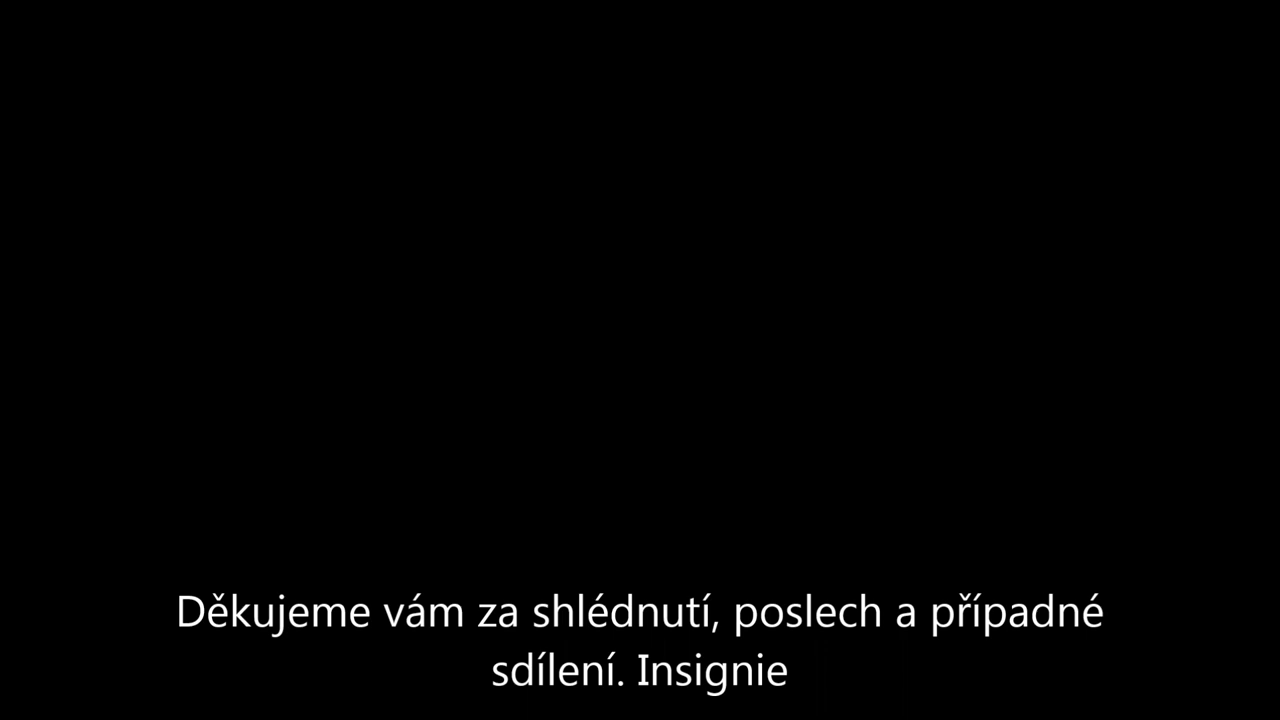 Děkujeme vám za shlédnutí, poslech a případné
sdílení. Insignie